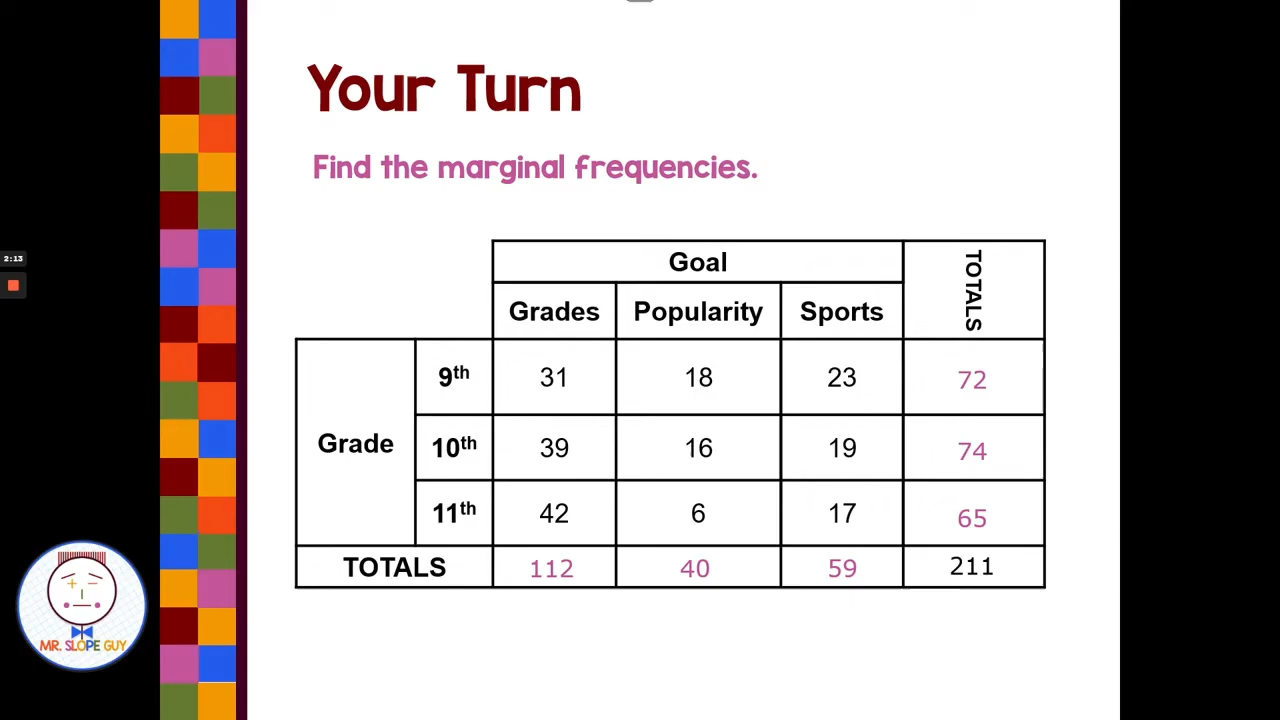 Your Turn
Find the marginal frequencies.
2:13
Goal
TOTALS
Grades Popularity Sports
9th 31 18 23 72
Grade
10th 39 16 19 74
11th 42 6 17 65
TOTALS 112 40 59 211
MR. SLOPE GUY